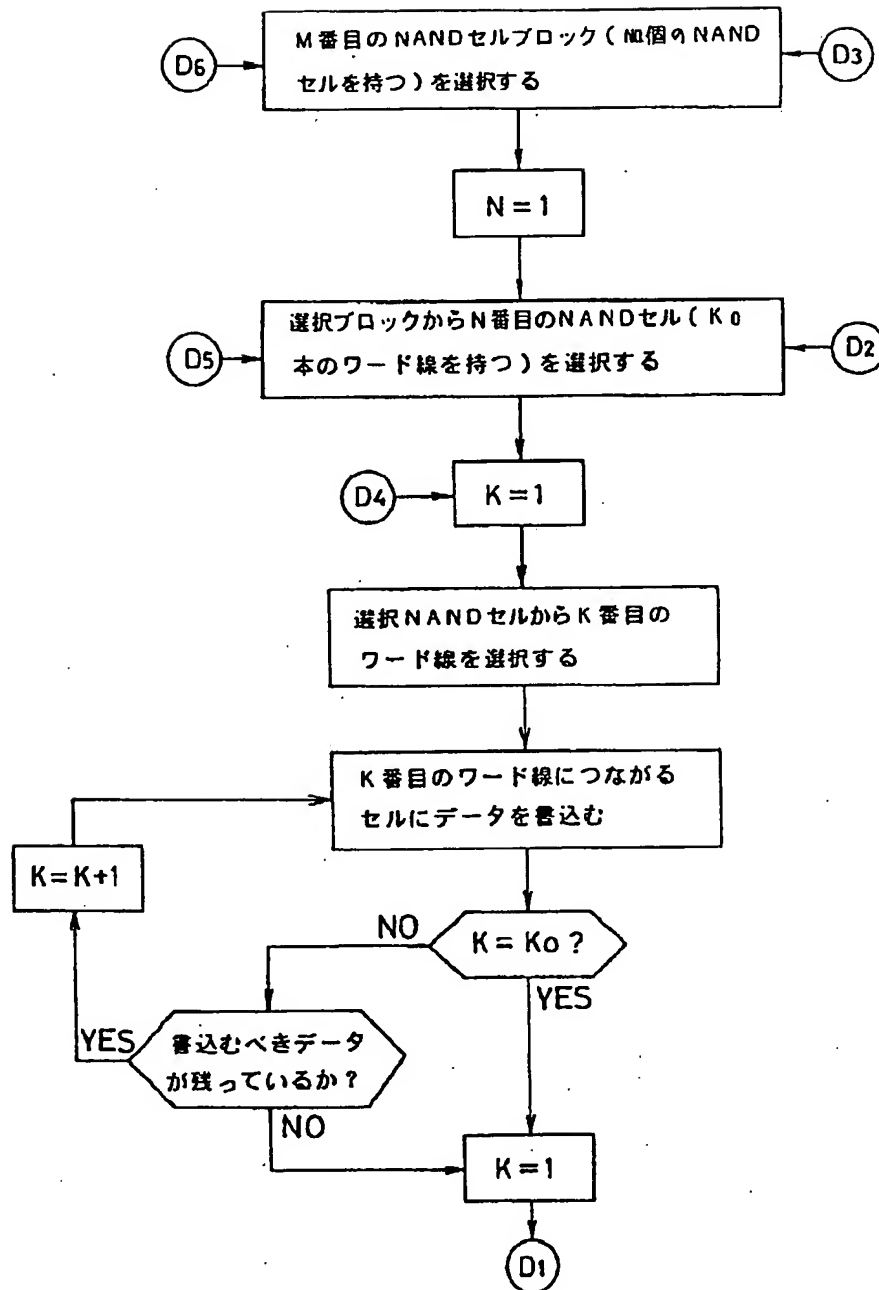 M番目のNANDセルブロック(N0個のNAND
セルを持つ)を選択する
D6
D3
N=1
選択ブロックからN番目のNANDセル(K0
本のワード線を持つ)を選択する
D5
D2
D4
K=1
選択NANDセルからK番目の
ワード線を選択する
K番目のワード線につながる
セルにデータを書込む
K=K+1
NO
K=K0?
YES
YES
書込むべきデータ
が残っているか?
NO
K=1
D1